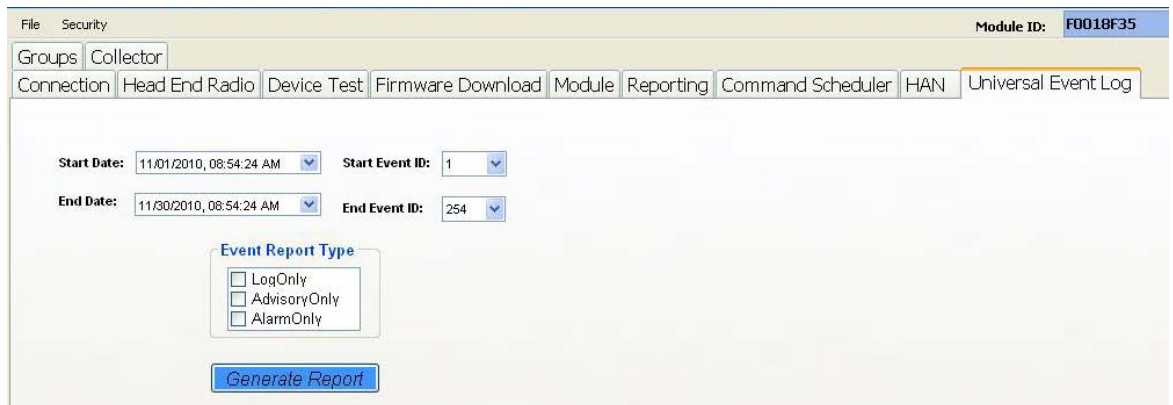 File Security Module ID: F0018F35
Groups Collector
Connection Head End Radio Device Test Firmware Download Module Reporting Command Scheduler HAN Universal Event Log
Start Date: 11/01/2010, 08:54:24 AM Start Event ID: 1
End Date: 11/30/2010, 08:54:24 AM End Event ID: 254
Event Report Type
LogOnly
AdvisoryOnly
AlarmOnly
Generate Report